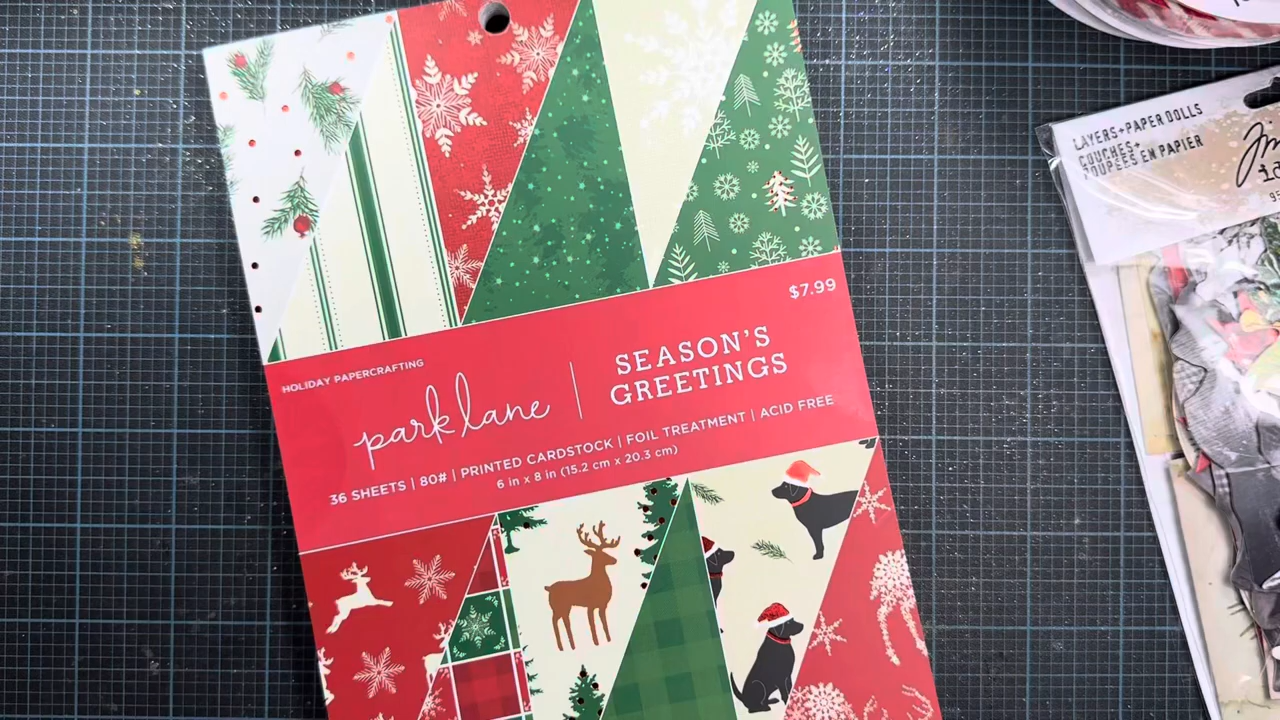 $7.99
HOLIDAY PAPERCRAFTING
park lane
SEASON'S
GREETINGS
36 SHEETS | 80# | PRINTED CARDSTOCK | FOIL TREATMENT | ACID FREE
6 in x 8 in (15.2 cm x 20.3 cm)
LAYERS + PAPER DOLLS
COUCHES +
POUPÉES EN PAPIER